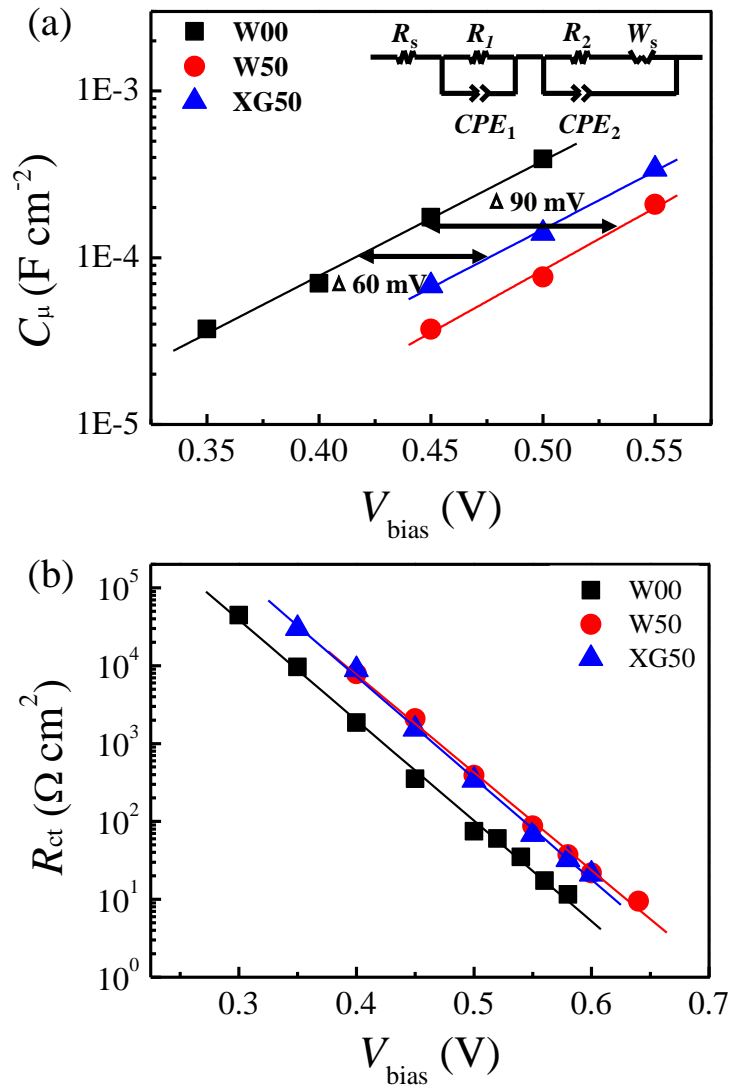 (a)
W00
W50
XG50
Rs R1 R2 Ws
CPE1 CPE2
Δ 90 mV
Δ 60 mV
1E-3
1E-4
1E-5
Cμ (F cm-2)
0.35 0.40 0.45 0.50 0.55
Vbias (V)
(b)
W00
W50
XG50
10^5
10^4
10^3
10^2
10^1
10^0
Rct (Ω cm2)
0.3 0.4 0.5 0.6 0.7
Vbias (V)